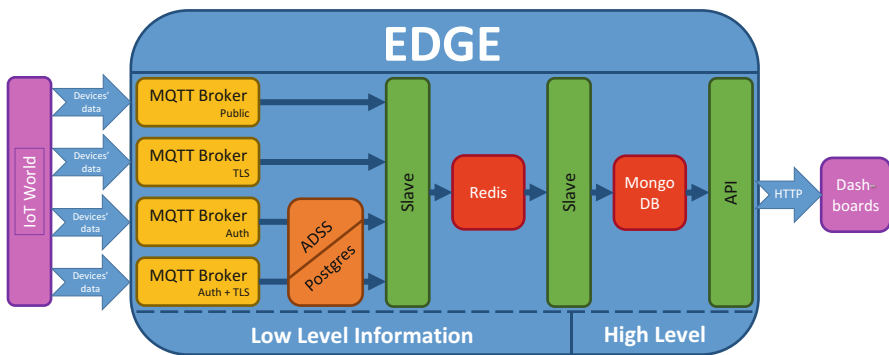 EDGE
IoT World
Devices'
data
MQTT Broker
Public
Devices'
data
MQTT Broker
TLS
Devices'
data
MQTT Broker
Auth
Devices'
data
MQTT Broker
Auth + TLS
ADSS
Postgres
Slave
Redis
Slave
Mongo
DB
API
HTTP
Dash-
boards
Low Level Information
High Level